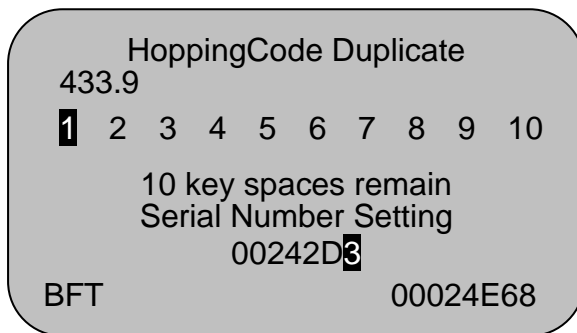 HoppingCode Duplicate
433.9
1 2 3 4 5 6 7 8 9 10
10 key spaces remain
Serial Number Setting
00242D3
BFT 00024E68